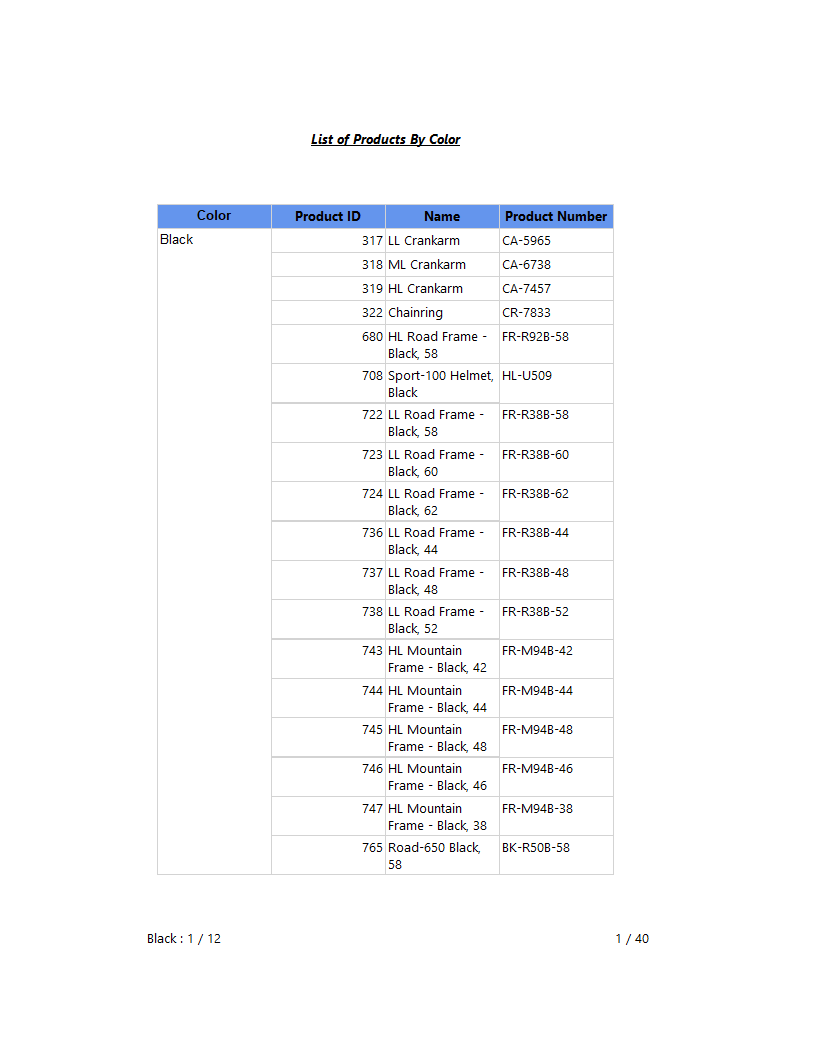 List of Products By Color
Color Product ID Name Product Number
Black 317 LL Crankarm CA-5965
318 ML Crankarm CA-6738
319 HL Crankarm CA-7457
322 Chainring CR-7833
680 HL Road Frame - FR-R92B-58
Black, 58
708 Sport-100 Helmet, HL-U509
Black
722 LL Road Frame - FR-R38B-58
Black, 58
723 LL Road Frame - FR-R38B-60
Black, 60
724 LL Road Frame - FR-R38B-62
Black, 62
736 LL Road Frame - FR-R38B-44
Black, 44
737 LL Road Frame - FR-R38B-48
Black, 48
738 LL Road Frame - FR-R38B-52
Black, 52
743 HL Mountain FR-M94B-42
Frame - Black, 42
744 HL Mountain FR-M94B-44
Frame - Black, 44
745 HL Mountain FR-M94B-48
Frame - Black, 48
746 HL Mountain FR-M94B-46
Frame - Black, 46
747 HL Mountain FR-M94B-38
Frame - Black, 38
765 Road-650 Black, BK-R50B-58
58
Black : 1 / 12 1 / 40